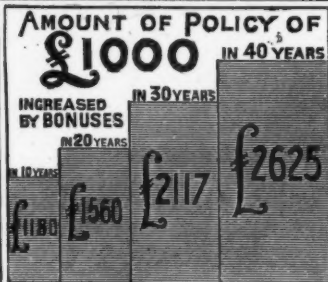 AMOUNT OF POLICY OF
£1000
INCREASED
BY BONUSES
IN 10 YEARS
£1180
IN 20 YEARS
£1560
IN 30 YEARS
£2117
IN 40 YEARS
£2625